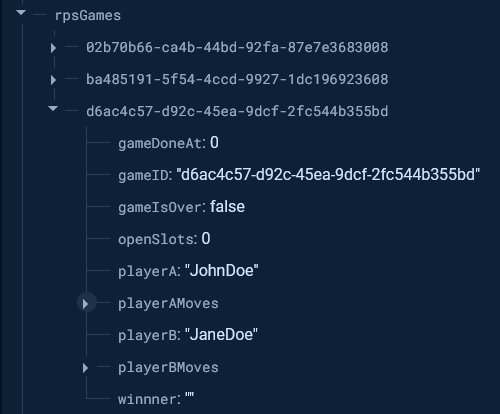 rpsGames
02b70b66-ca4b-44bd-92fa-87e7e3683008
ba485191-5f54-4ccd-9927-1dc196923608
d6ac4c57-d92c-45ea-9dcf-2fc544b355bd
gameDoneAt: 0
gameID: "d6ac4c57-d92c-45ea-9dcf-2fc544b355bd"
gameIsOver: false
openSlots: 0
playerA: "JohnDoe"
playerAMoves
playerB: "JaneDoe"
playerBMoves
winnner: ""